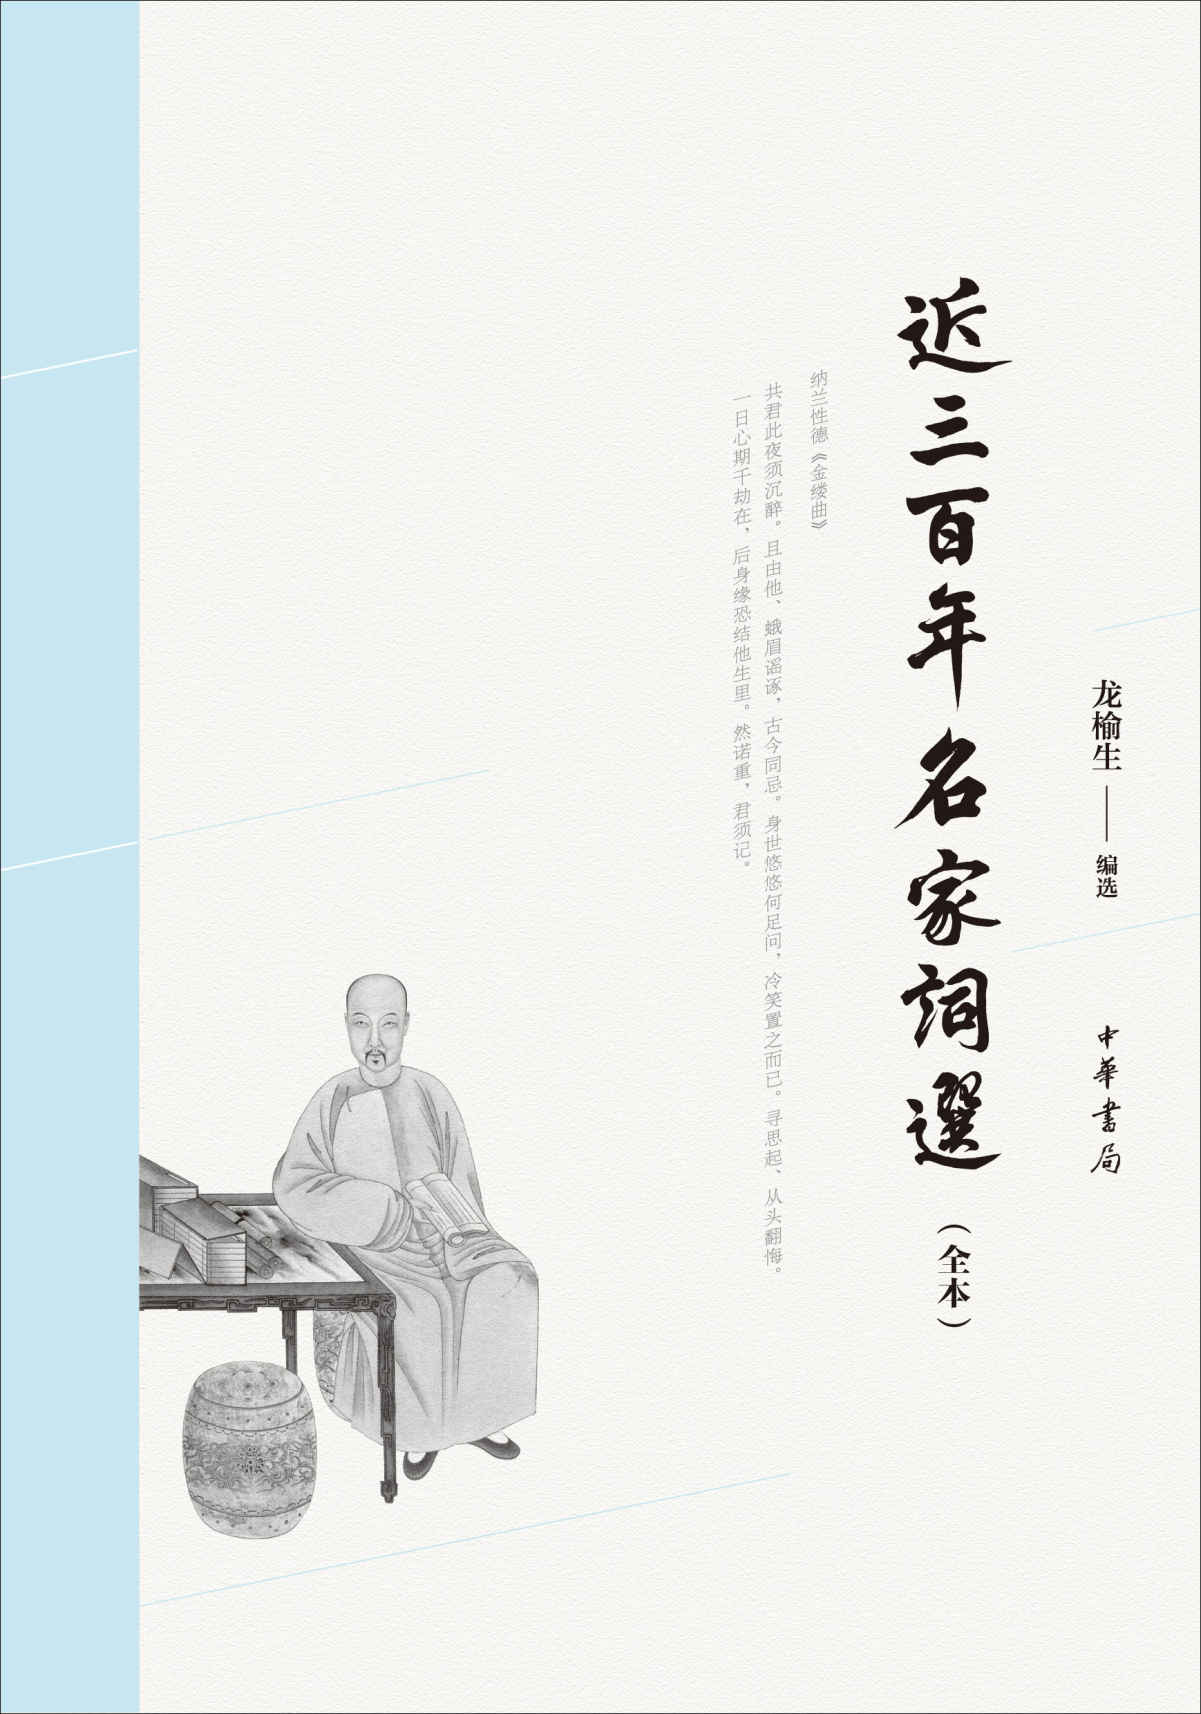 龙榆生——编选
中華書局
近三百年名家詞選(全本)
纳兰性德《金缕曲》
共君此夜须沉醉。且由他、蛾眉谣诼,古今同忌。身世悠悠何足问,冷笑置之而已。寻思起、从头翻悔。
一日心期千劫在,后身缘恐结他生里。然诺重,君须记。